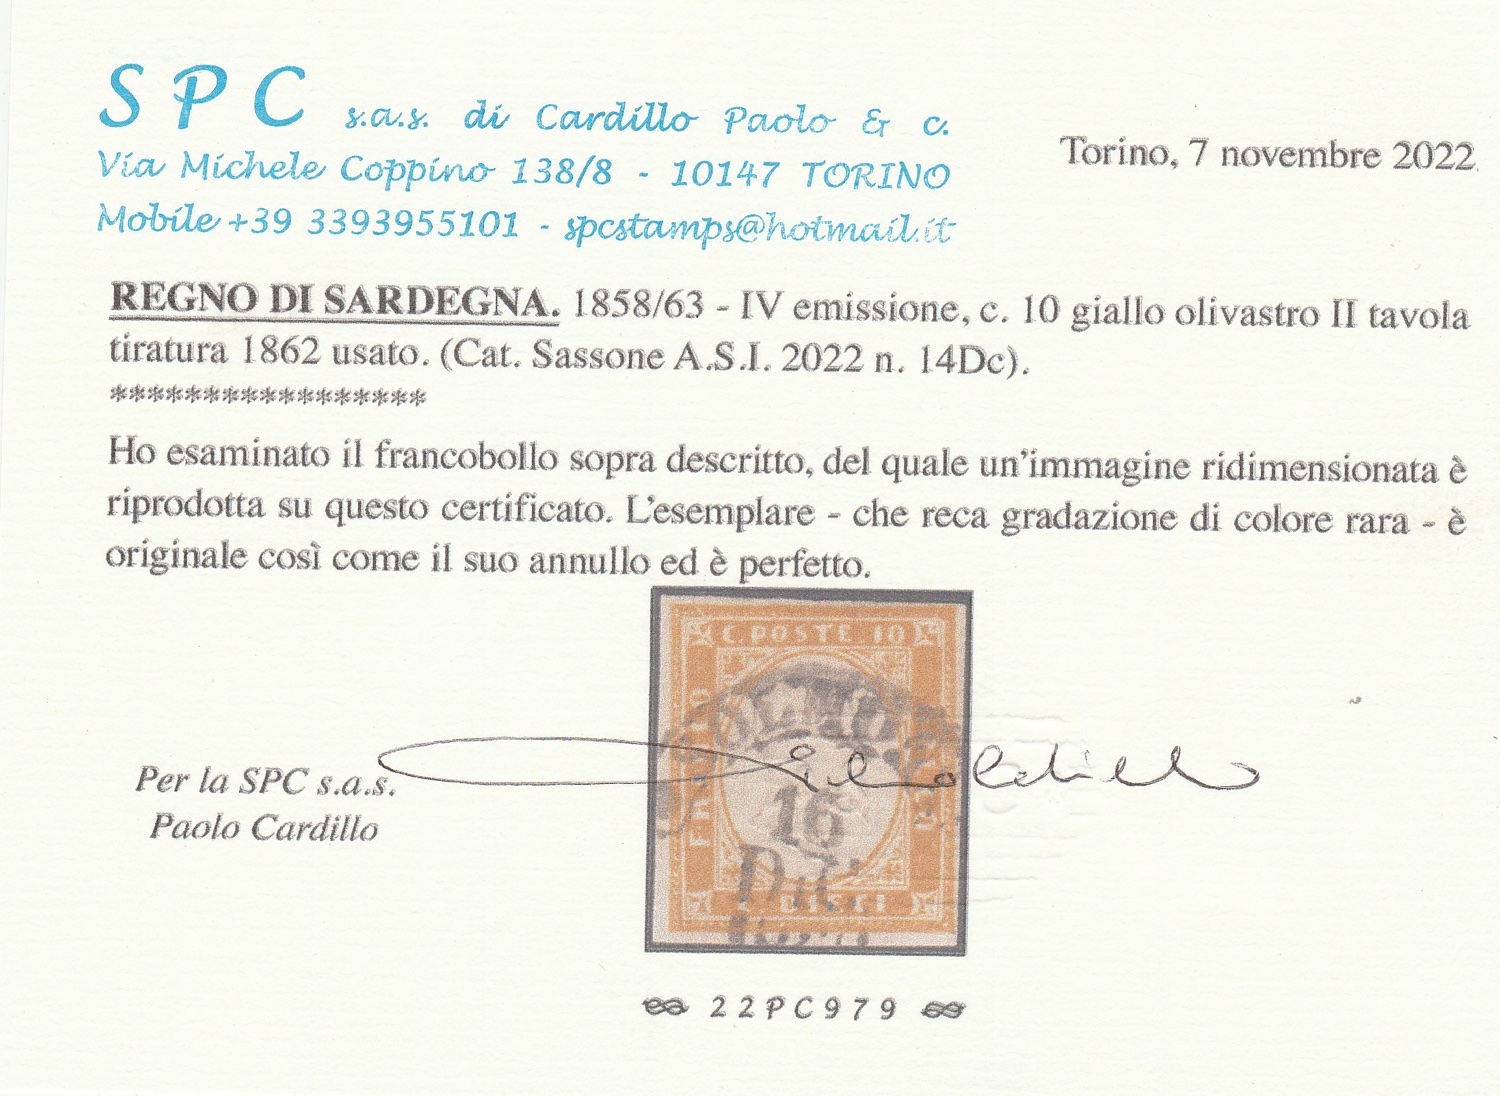 SPC s.a.s. di Cardillo Paolo & c.
Via Michele Coppino 138/8 - 10147 TORINO
Mobile +39 3393955101 - spcstamps@hotmail.it
Torino, 7 novembre 2022
REGNO DI SARDEGNA. 1858/63 - IV emissione, c. 10 giallo olivastro II tavola
tiratura 1862 usato. (Cat. Sassone A.S.I. 2022 n. 14Dc).
*****************
Ho esaminato il francobollo sopra descritto, del quale un'immagine ridimensionata è
riprodotta su questo certificato. L'esemplare - che reca gradazione di colore rara - è
originale così come il suo annullo ed è perfetto.
C. POSTE 10
16
DIECI
Per la SPC s.a.s.
Paolo Cardillo
22PC979